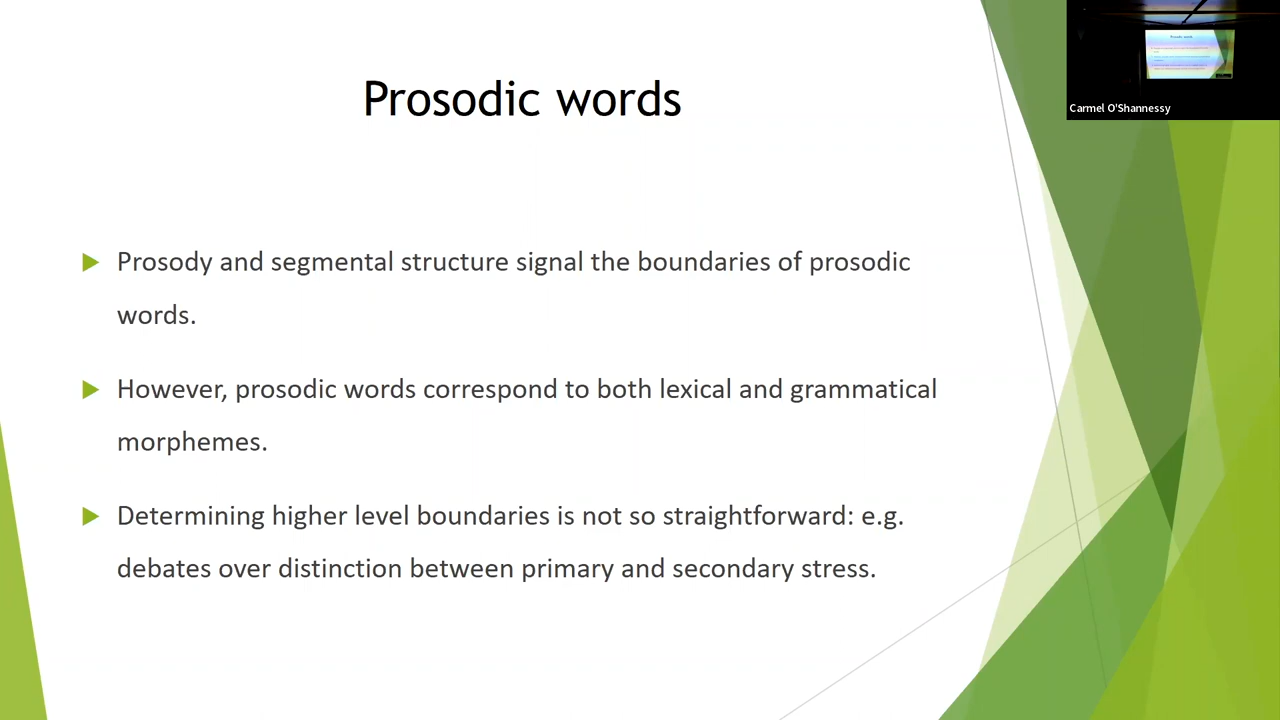 Prosodic words
Carmel O'Shannessy
Prosody and segmental structure signal the boundaries of prosodic
words.
However, prosodic words correspond to both lexical and grammatical
morphemes.
Determining higher level boundaries is not so straightforward: e.g.
debates over distinction between primary and secondary stress.